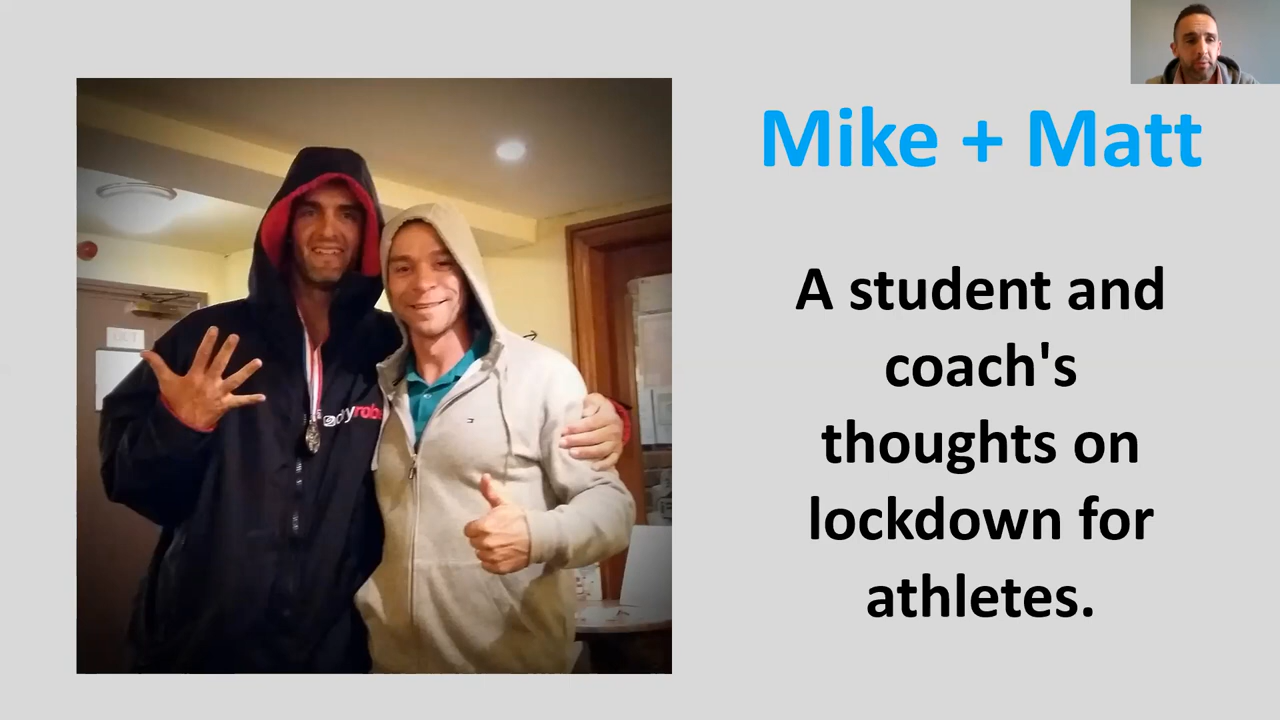 Mike + Matt
A student and
coach's
thoughts on
lockdown for
athletes.